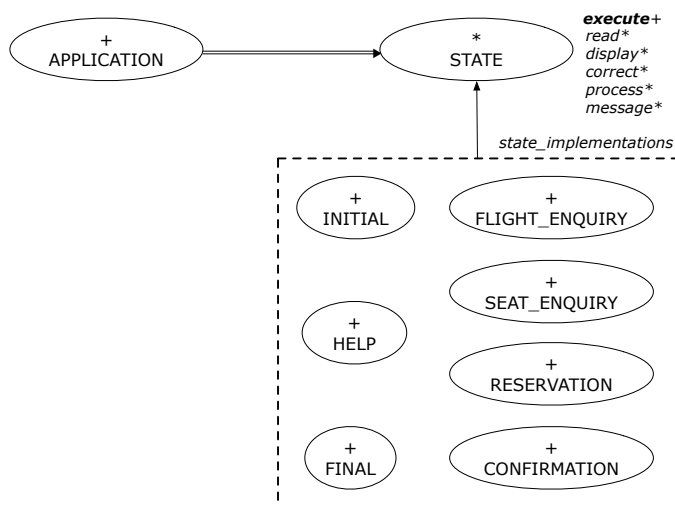 +
APPLICATION
*
STATE
execute+
read*
display*
correct*
process*
message*
state_implementations
+
INITIAL
+
FLIGHT_ENQUIRY
+
SEAT_ENQUIRY
+
HELP
+
RESERVATION
+
FINAL
+
CONFIRMATION